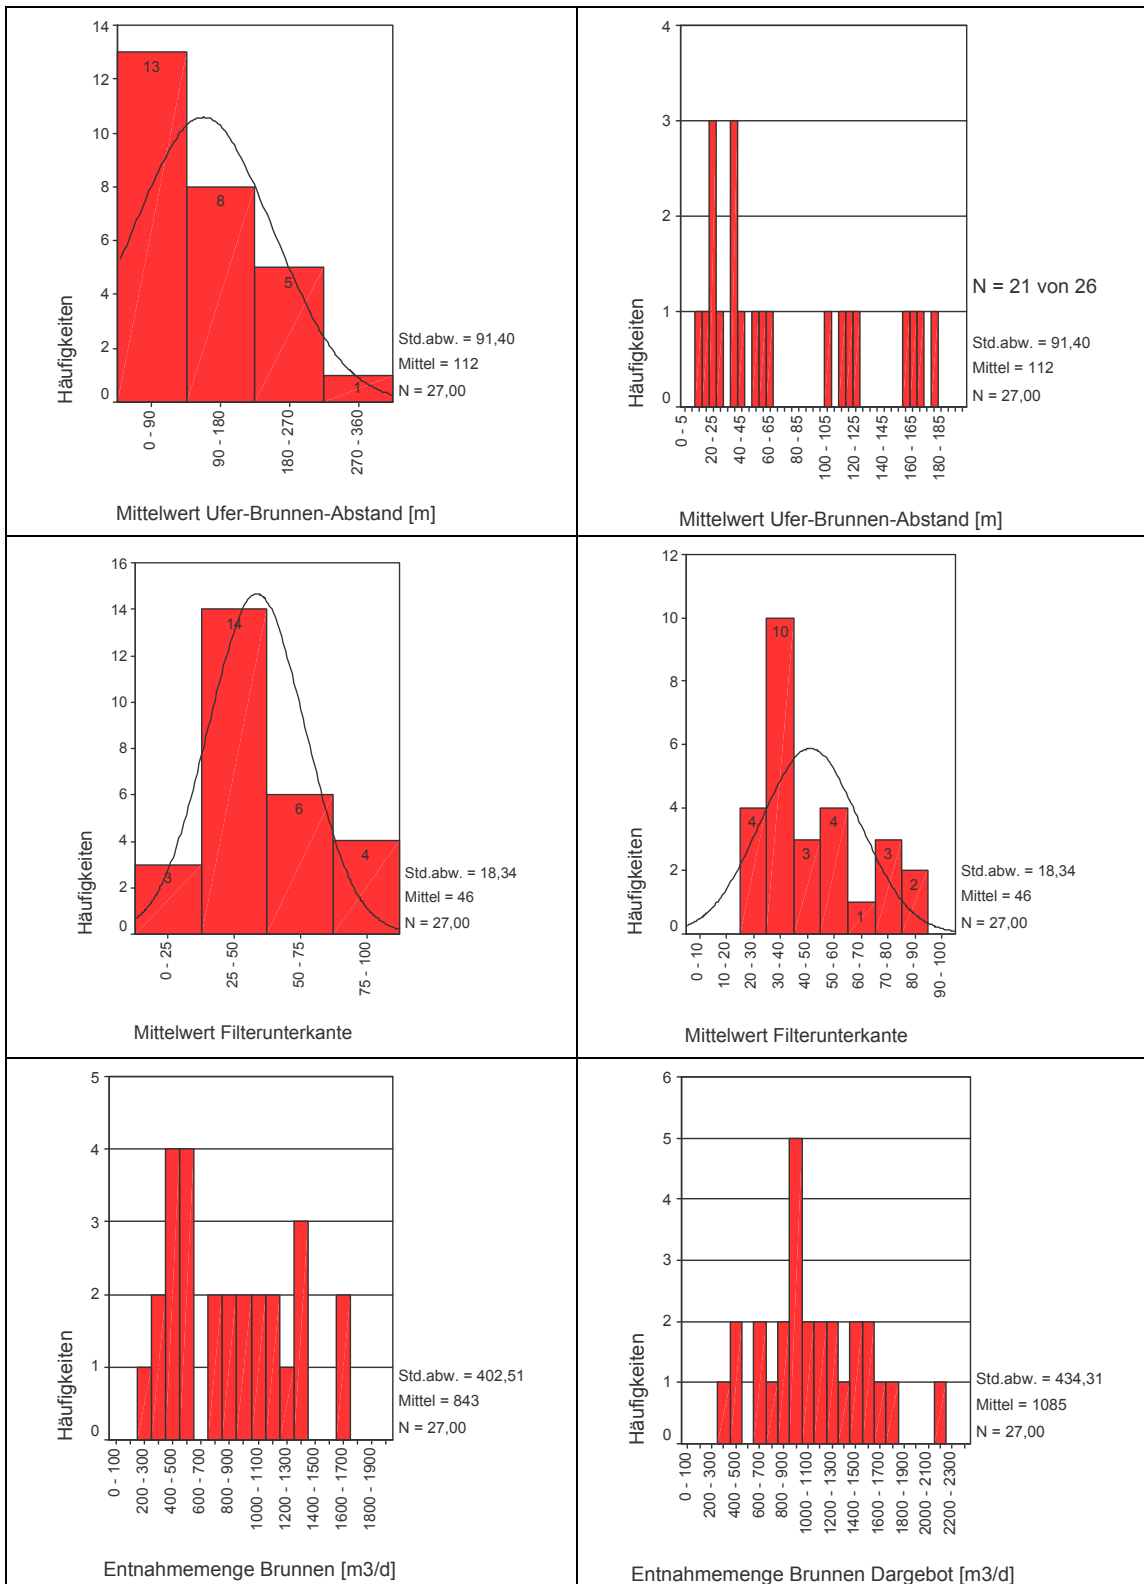 14
12
10
8
6
4
2
0
Häufigkeiten
13
8
5
1
0 - 90
90 - 180
180 - 270
270 - 360
Std.abw. = 91,40
Mittel = 112
N = 27,00
Mittelwert Ufer-Brunnen-Abstand [m]
4
3
2
1
0
Häufigkeiten
N = 21 von 26
Std.abw. = 91,40
Mittel = 112
N = 27,00
0 - 5
20 - 25
40 - 45
60 - 65
80 - 85
100 - 105
120 - 125
140 - 145
160 - 165
180 - 185
Mittelwert Ufer-Brunnen-Abstand [m]
16
14
12
10
8
6
4
2
0
Häufigkeiten
3
14
6
4
0 - 25
25 - 50
50 - 75
75 - 100
Std.abw. = 18,34
Mittel = 46
N = 27,00
Mittelwert Filterunterkante
12
10
8
6
4
2
0
Häufigkeiten
4
10
3
4
1
3
2
0 - 10
10 - 20
20 - 30
30 - 40
40 - 50
50 - 60
60 - 70
70 - 80
80 - 90
90 - 100
Std.abw. = 18,34
Mittel = 46
N = 27,00
Mittelwert Filterunterkante
5
4
3
2
1
0
Häufigkeiten
0 - 100
200 - 300
400 - 500
600 - 700
800 - 900
1000 - 1100
1200 - 1300
1400 - 1500
1600 - 1700
1800 - 1900
Std.abw. = 402,51
Mittel = 843
N = 27,00
Entnahmemenge Brunnen [m3/d]
6
5
4
3
2
1
0
Häufigkeiten
0 - 100
200 - 300
400 - 500
600 - 700
800 - 900
1000 - 1100
1200 - 1300
1400 - 1500
1600 - 1700
1800 - 1900
2000 - 2100
2200 - 2300
Std.abw. = 434,31
Mittel = 1085
N = 27,00
Entnahmemenge Brunnen Dargebot [m3/d]